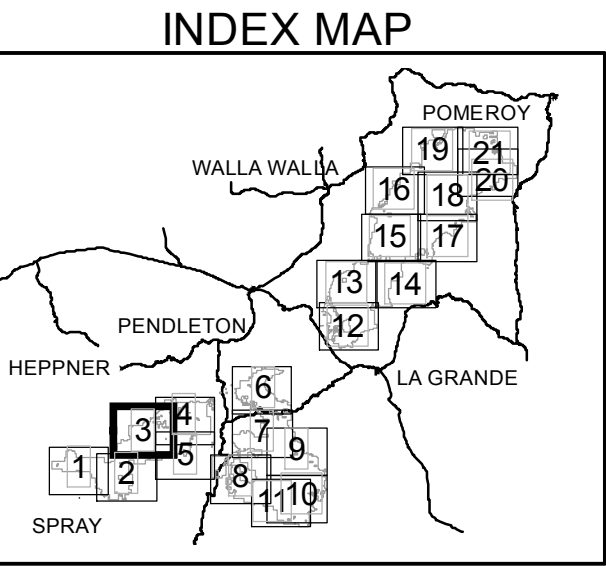 INDEX MAP
POMEROY
19 21
WALLA WALLA
20
16 18
15 17
13 14
PENDLETON
12
HEPPNER
LA GRANDE
6
4
3 7
9
5
1 2 8
11 10
SPRAY